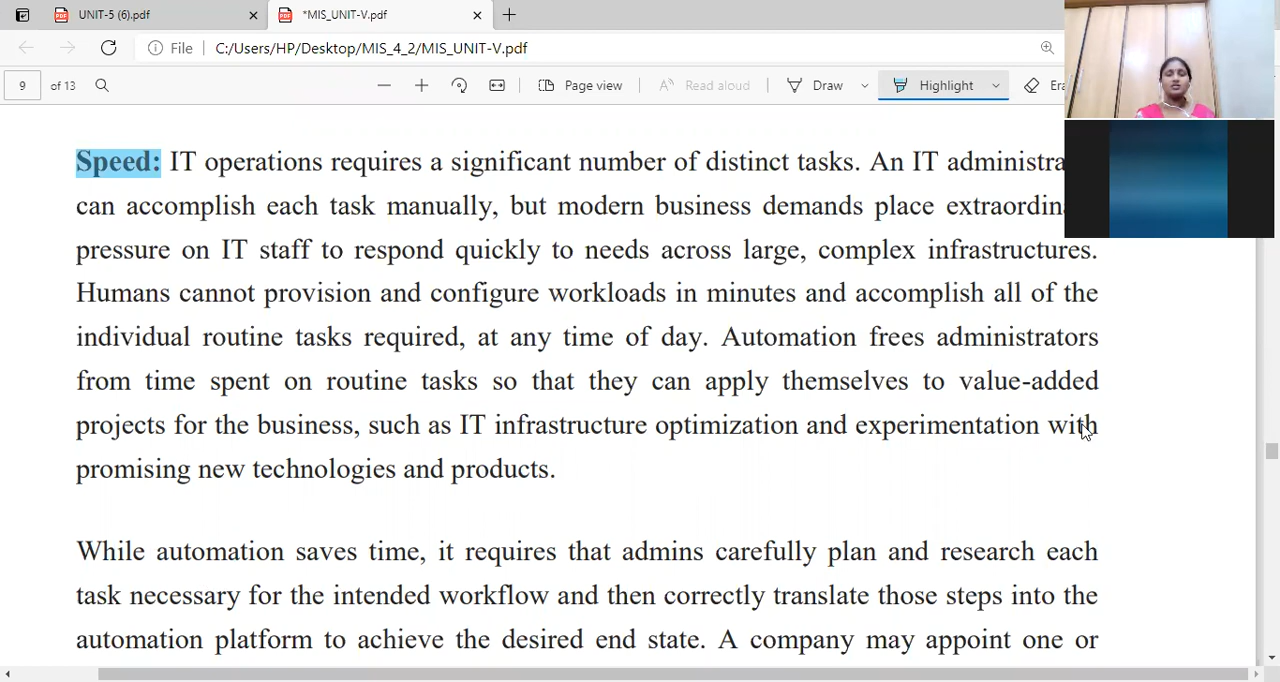 UNIT-5 (6).pdf
*MIS_UNIT-V.pdf
File
C:/Users/HP/Desktop/MIS_4_2/MIS_UNIT-V.pdf
9 of 13
Page view
Read aloud
Draw
Highlight
Speed: IT operations requires a significant number of distinct tasks. An IT
can accomplish each task manually, but modern business demands place
pressure on IT staff to respond quickly to needs across large, complex infrastructures.
Humans cannot provision and configure workloads in minutes and accomplish all of the
individual routine tasks required, at any time of day. Automation frees administrators
from time spent on routine tasks so that they can apply themselves to value-added
projects for the business, such as IT infrastructure optimization and experimentation with
promising new technologies and products.
While automation saves time, it requires that admins carefully plan and research each
task necessary for the intended workflow and then correctly translate those steps into the
automation platform to achieve the desired end state. A company may appoint one or